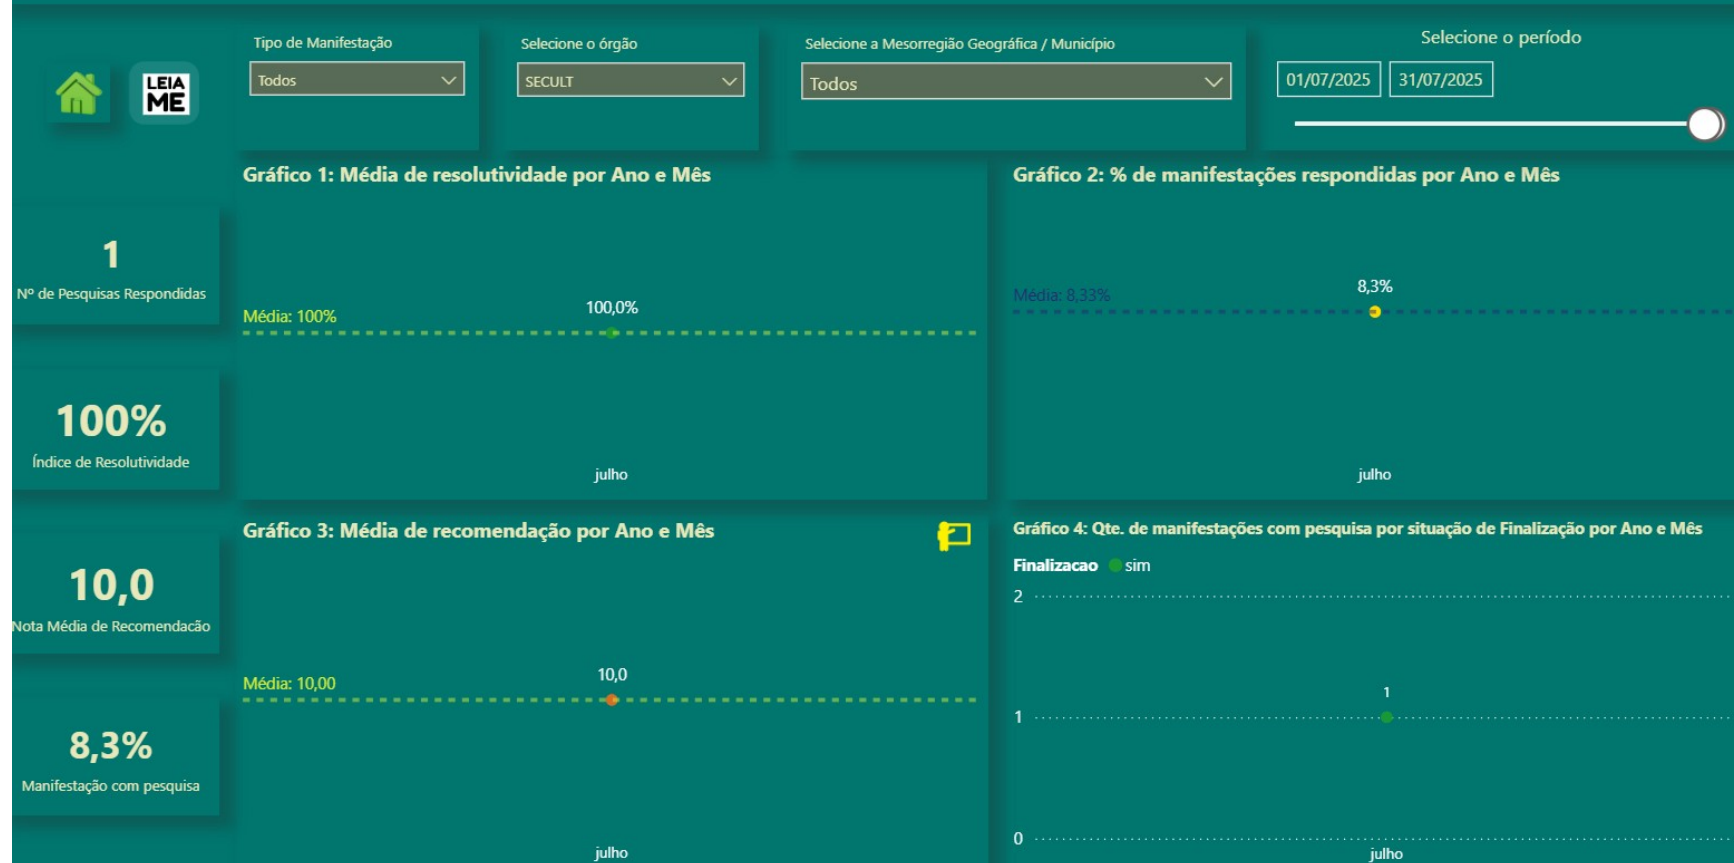 Tipo de Manifestação
Todos
Selecione o órgão
SECULT
Selecione a Mesorregião Geográfica / Município
Todos
Selecione o período
01/07/2025 31/07/2025
LEIA
ME
1
Nº de Pesquisas Respondidas
100%
Índice de Resolutividade
10,0
Nota Média de Recomendacão
8,3%
Manifestação com pesquisa
Gráfico 1: Média de resolutividade por Ano e Mês
100,0%
Média: 100%
julho
Gráfico 2: % de manifestações respondidas por Ano e Mês
8,3%
Média: 8,33%
julho
Gráfico 3: Média de recomendação por Ano e Mês
10,0
Média: 10,00
julho
Gráfico 4: Qte. de manifestações com pesquisa por situação de Finalização por Ano e Mês
Finalizacao sim
2
1
1
0
julho